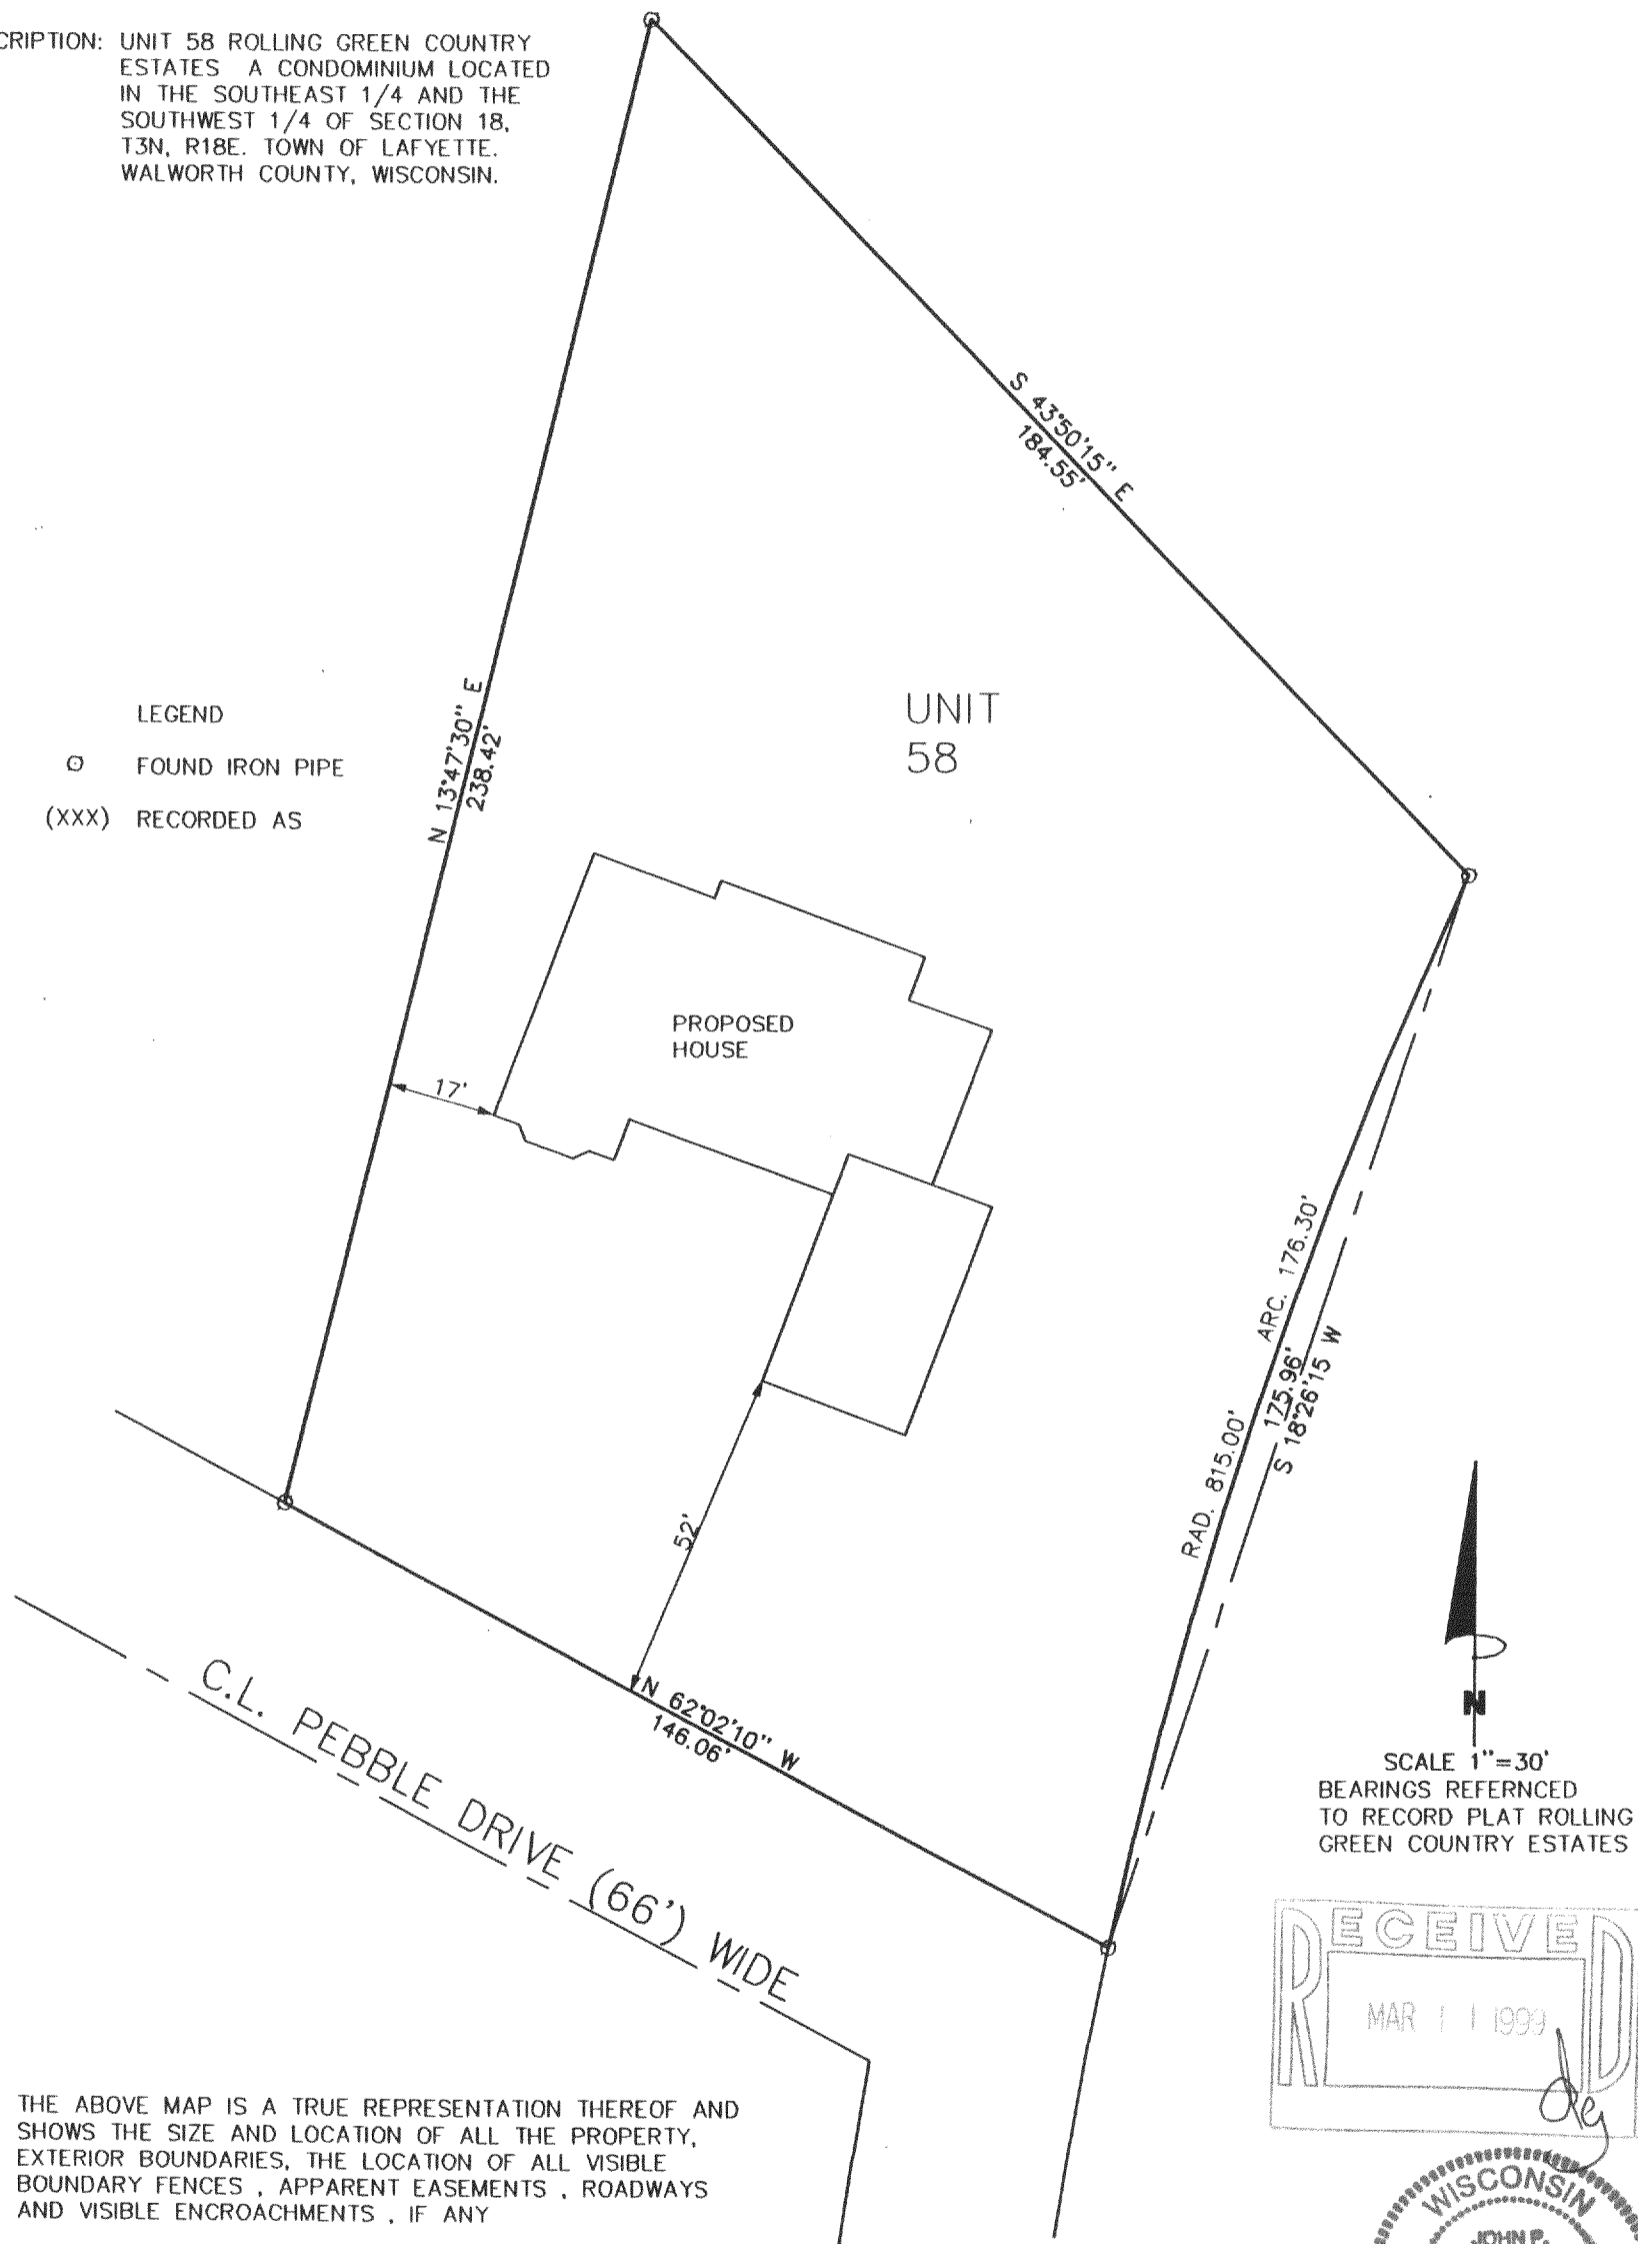 CRIPTION: UNIT 58 ROLLING GREEN COUNTRY
ESTATES A CONDOMINIUM LOCATED
IN THE SOUTHEAST 1/4 AND THE
SOUTHWEST 1/4 OF SECTION 18,
T3N, R18E. TOWN OF LAFYETTE.
WALWORTH COUNTY, WISCONSIN.
S 43°50'15" E
184.55'
N 13°47'30" E
238.42'
UNIT
58
LEGEND
FOUND IRON PIPE
(XXX) RECORDED AS
PROPOSED
HOUSE
17'
52'
RAD. 815.00' ARC. 176.30'
175.96'
S 18°26'15 W
N 62°02'10" W
146.06'
C.L. PEBBLE DRIVE (66') WIDE
N
SCALE 1"=30'
BEARINGS REFERNCED
TO RECORD PLAT ROLLING
GREEN COUNTRY ESTATES
RECEIVED
MAR 11 1999
THE ABOVE MAP IS A TRUE REPRESENTATION THEREOF AND
SHOWS THE SIZE AND LOCATION OF ALL THE PROPERTY,
EXTERIOR BOUNDARIES, THE LOCATION OF ALL VISIBLE
BOUNDARY FENCES , APPARENT EASEMENTS , ROADWAYS
AND VISIBLE ENCROACHMENTS , IF ANY
WISCONSIN
JOHN P.